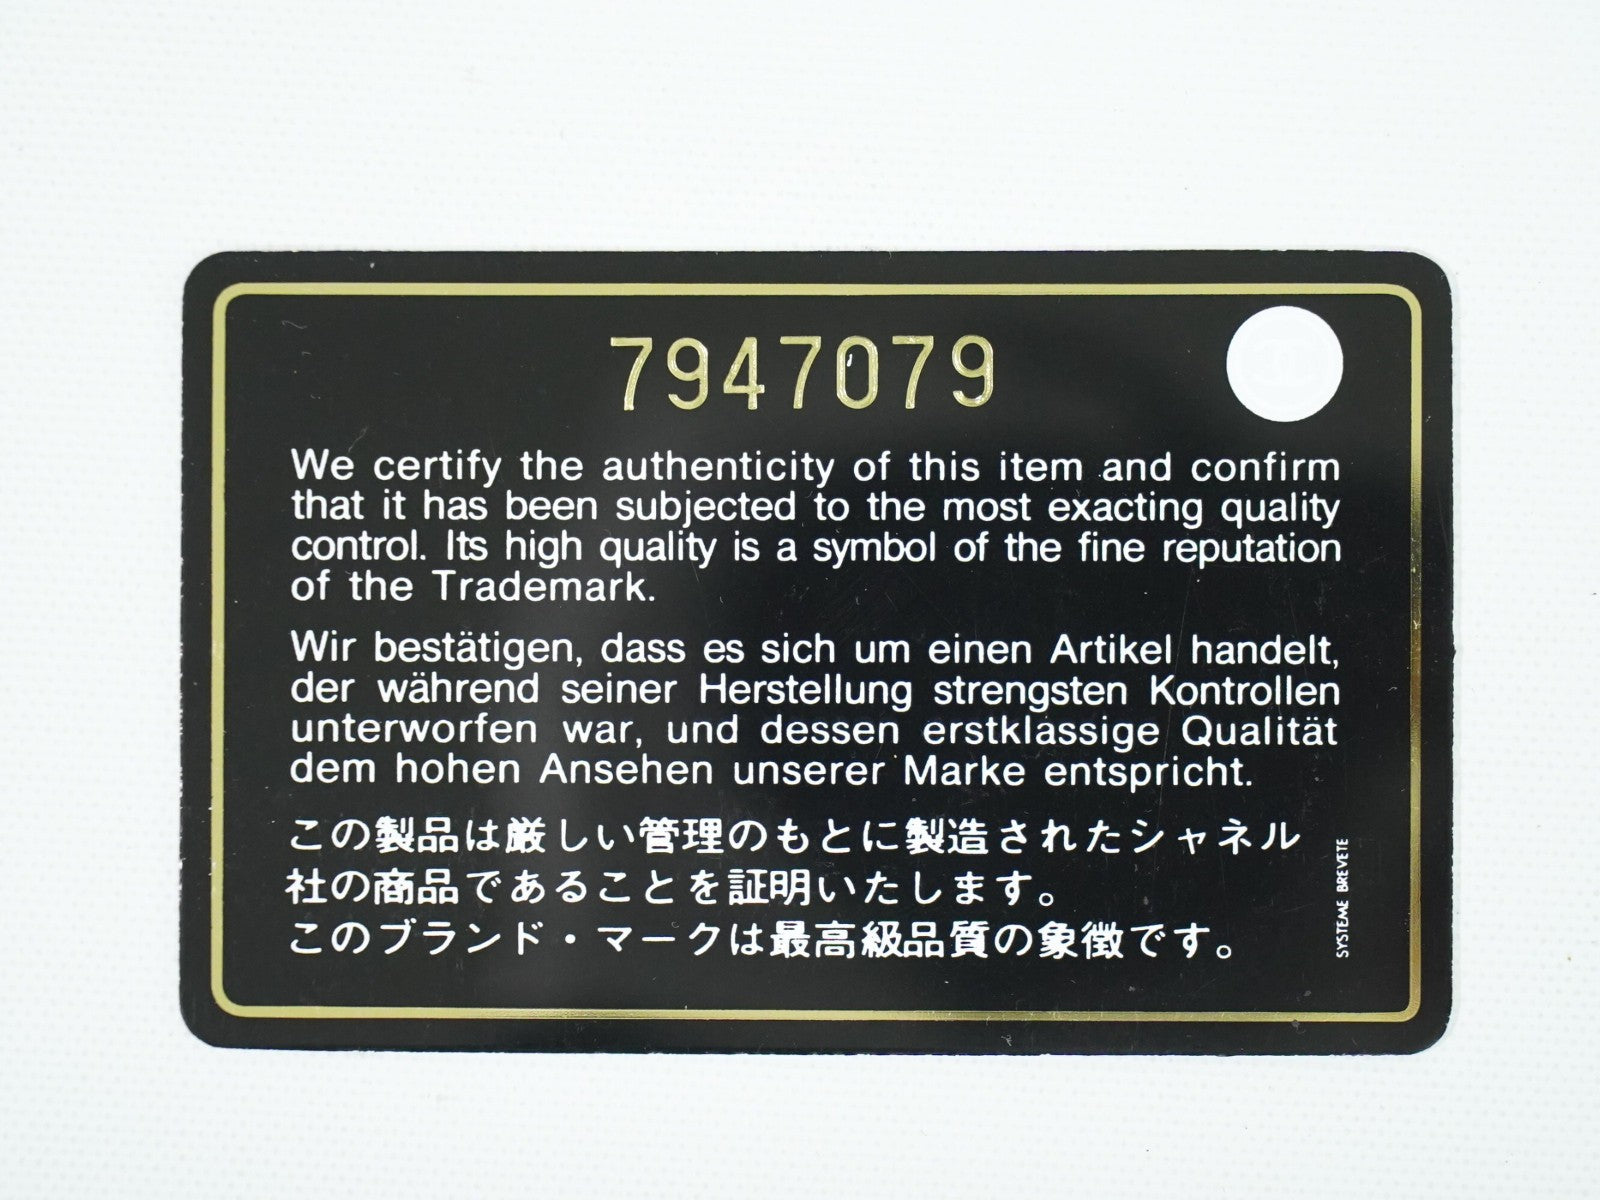 7947079
We certify the authenticity of this item and confirm
that it has been subjected to the most exacting quality
control. Its high quality is a symbol of the fine reputation
of the Trademark.
Wir bestätigen, dass es sich um einen Artikel handelt,
der während seiner Herstellung strengsten Kontrollen
unterworfen war, und dessen erstklassige Qualität
dem hohen Ansehen unserer Marke entspricht.
この製品は厳しい管理のもとに製造されたシャネル
社の商品であることを証明いたします。
このブランド・マークは最高級品質の象徴です。
SYSTEME BREVETE